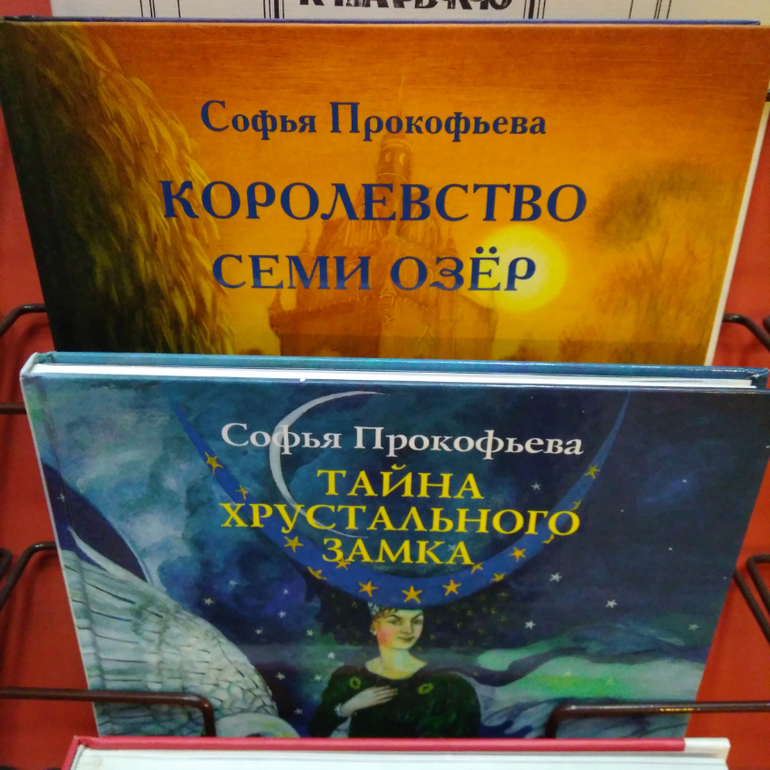 Софья Прокофьева
КОРОЛЕВСТВО
СЕМИ ОЗЁР
Софья Прокофьева
ТАЙНА
ХРУСТАЛЬНОГО
ЗАМКА